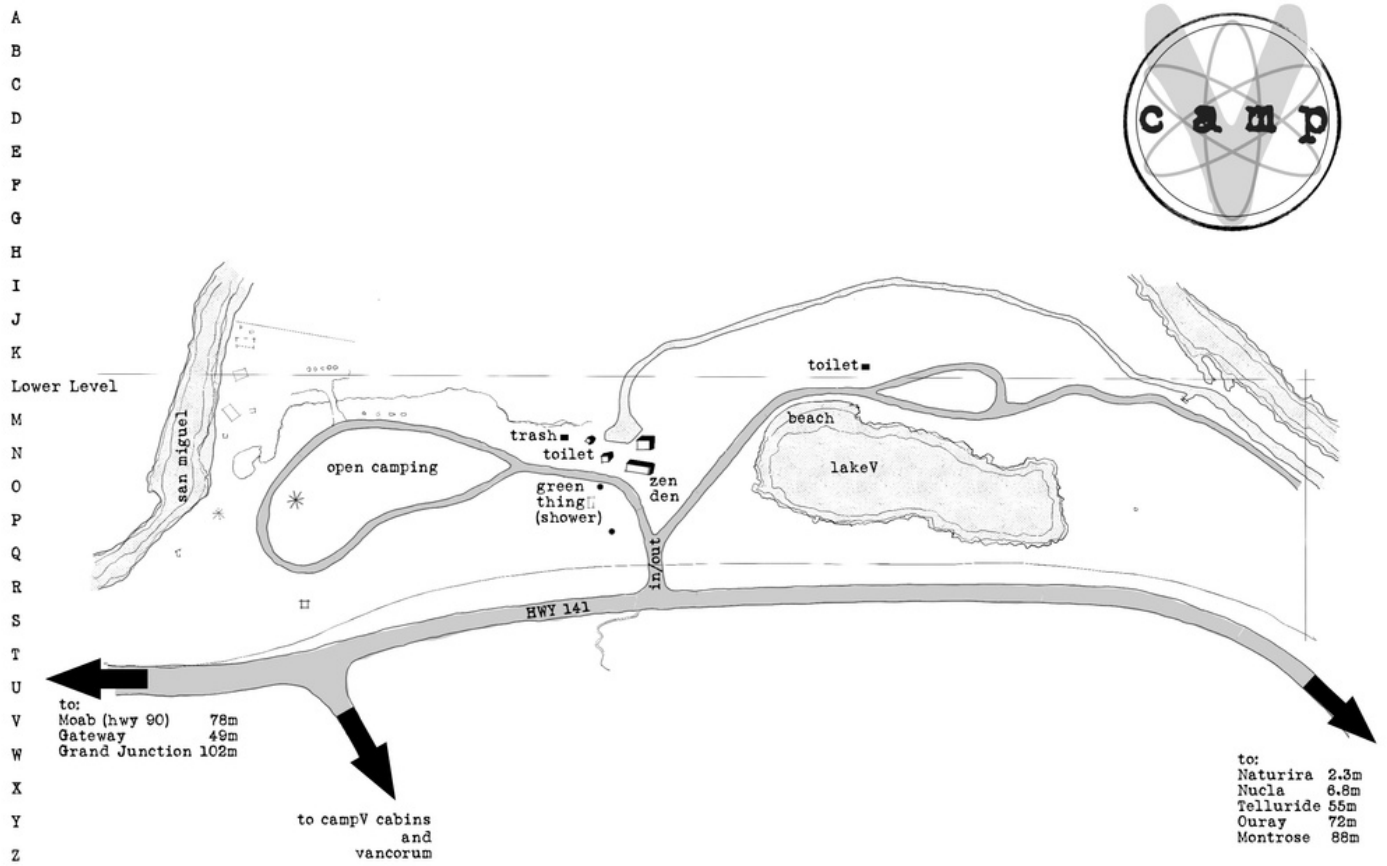 A
B
C
D
E
F
G
H
I
J
K
Lower Level
M
N
O
P
Q
R
S
T
U
V
W
X
Y
Z
camp
toilet
beach
san miguel
trash
toilet
open camping
lakeV
green
thing
(shower)
zen
den
in/out
HWY 141
to:
Moab (hwy 90) 78m
Gateway 49m
Grand Junction 102m
to campV cabins
and
vancorum
to:
Naturira 2.3m
Nucla 6.8m
Telluride 55m
Ouray 72m
Montrose 88m